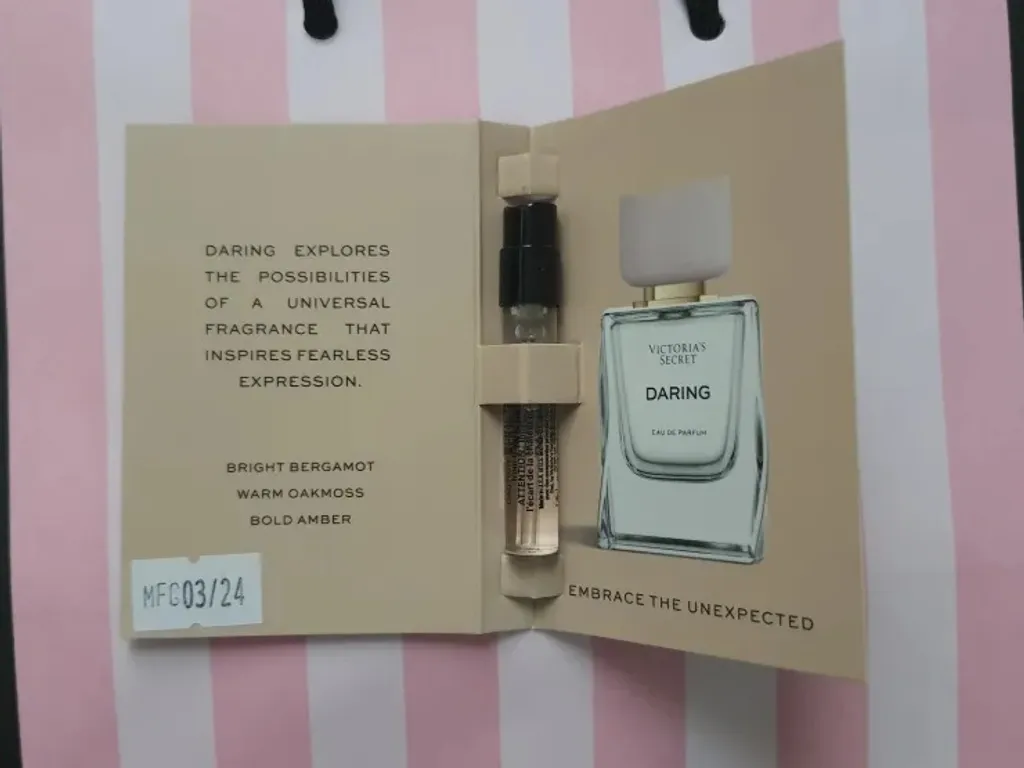 DARING EXPLORES
THE POSSIBILITIES
OF A UNIVERSAL
FRAGRANCE THAT
INSPIRES FEARLESS
EXPRESSION.
BRIGHT BERGAMOT
WARM OAKMOSS
BOLD AMBER
MFG03/24
ATTENTION
VICTORIA'S
SECRET
DARING
EAU DE PARFUM
EMBRACE THE UNEXPECTED